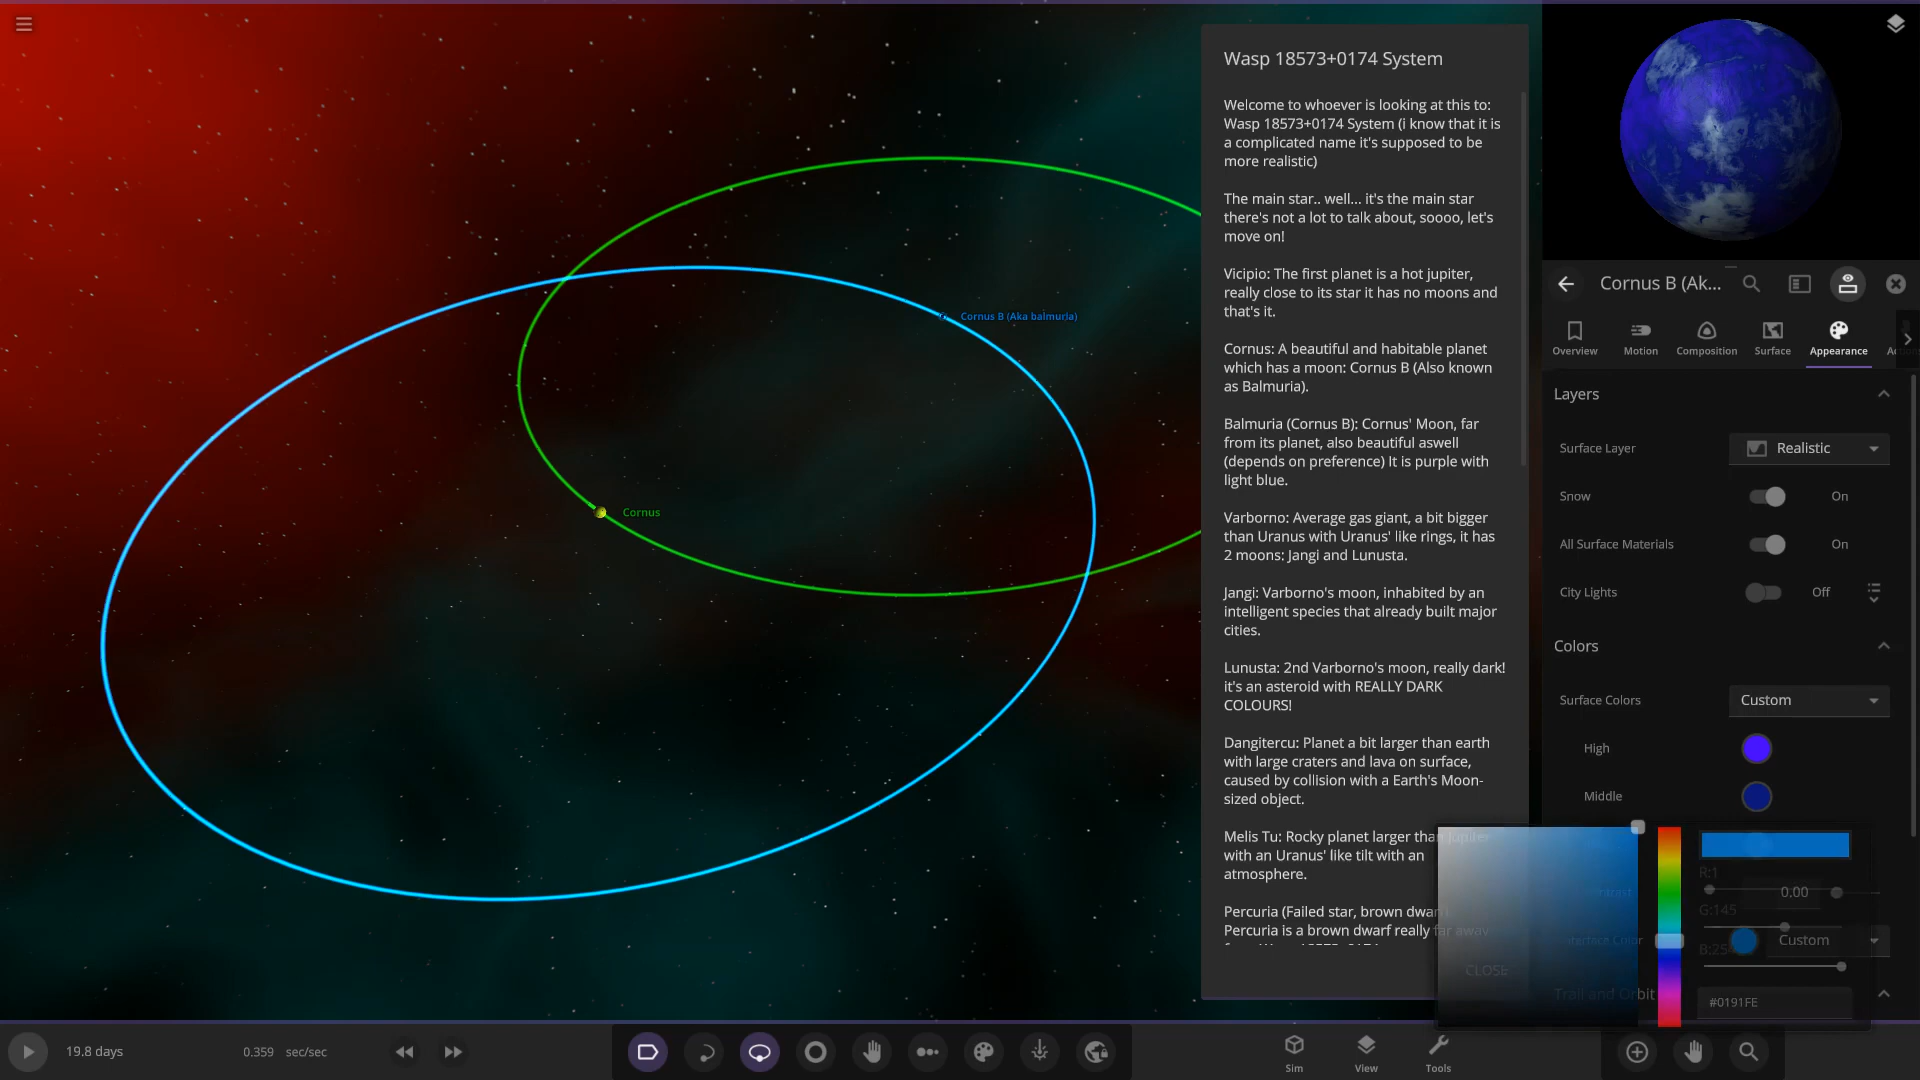 Wasp 18573+0174 System
Welcome to whoever is looking at this to:
Wasp 18573+0174 System (i know that it is
a complicated name it's supposed to be
more realistic)
The main star.. well... it's the main star
there's not a lot to talk about, soooo, let's
move on!
Vicipio: The first planet is a hot jupiter,
really close to its star it has no moons and
that's it.
Cornus: A beautiful and habitable planet
which has a moon: Cornus B (Also known
as Balmuria).
Balmuria (Cornus B): Cornus' Moon, far
from its planet, also beautiful aswell
(depends on preference) It is purple with
light blue.
Varborno: Average gas giant, a bit bigger
than Uranus with Uranus' like rings, it has
2 moons: Jangi and Lunusta.
Jangi: Varborno's moon, inhabited by an
intelligent species that already built major
cities.
Lunusta: 2nd Varborno's moon, really dark!
it's an asteroid with REALLY DARK
COLOURS!
Dangitercu: Planet a bit larger than earth
with large craters and lava on surface,
caused by collision with a Earth's Moon-
sized object.
Melis Tu: Rocky planet larger than Jupiter
with an Uranus' like tilt with an
atmosphere.
Percuria (Failed star, brown dwarf):
Percuria is a brown dwarf really far away
CLOSE
Cornus B (Aka balmuria)
Cornus
Cornus B (Ak...
Overview
Motion
Composition
Surface
Appearance
Layers
Surface Layer
Realistic
Snow
On
All Surface Materials
On
City Lights
Off
Colors
Surface Colors
Custom
High
Middle
R:1
0.00
G:145
Custom
#0191FE
Trail and Orbit
19.8 days
0.359 sec/sec
Sim
View
Tools